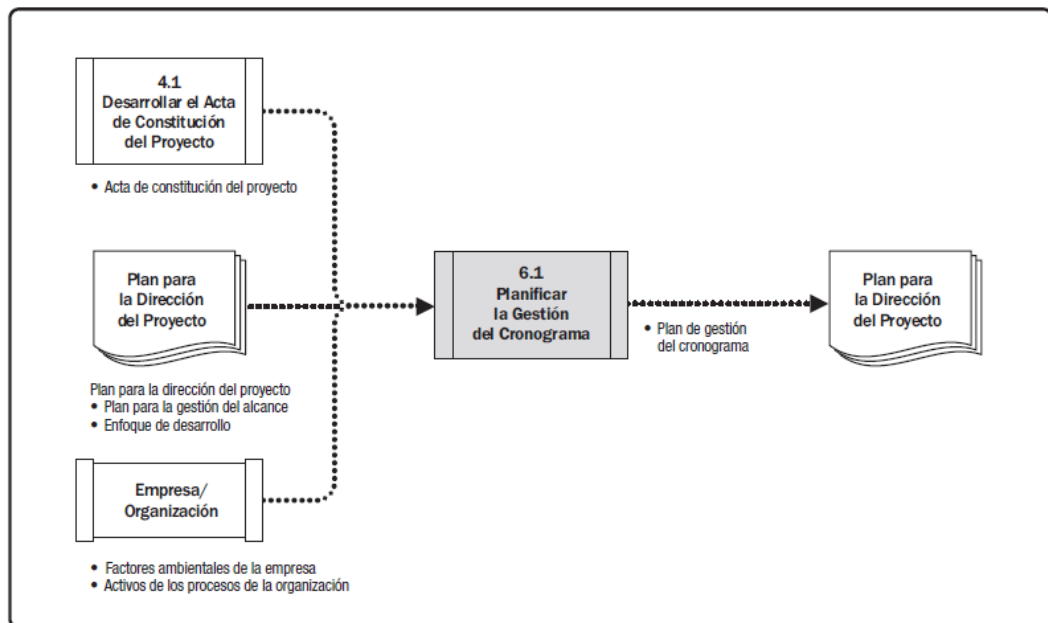 4.1
Desarrollar el Acta
de Constitución
del Proyecto
• Acta de constitución del proyecto
Plan para
la Dirección
del Proyecto
Plan para la dirección del proyecto
• Plan para la gestión del alcance
• Enfoque de desarrollo
Empresa/
Organización
• Factores ambientales de la empresa
• Activos de los procesos de la organización
6.1
Planificar
la Gestión
del Cronograma
• Plan de gestión
del cronograma
Plan para
la Dirección
del Proyecto